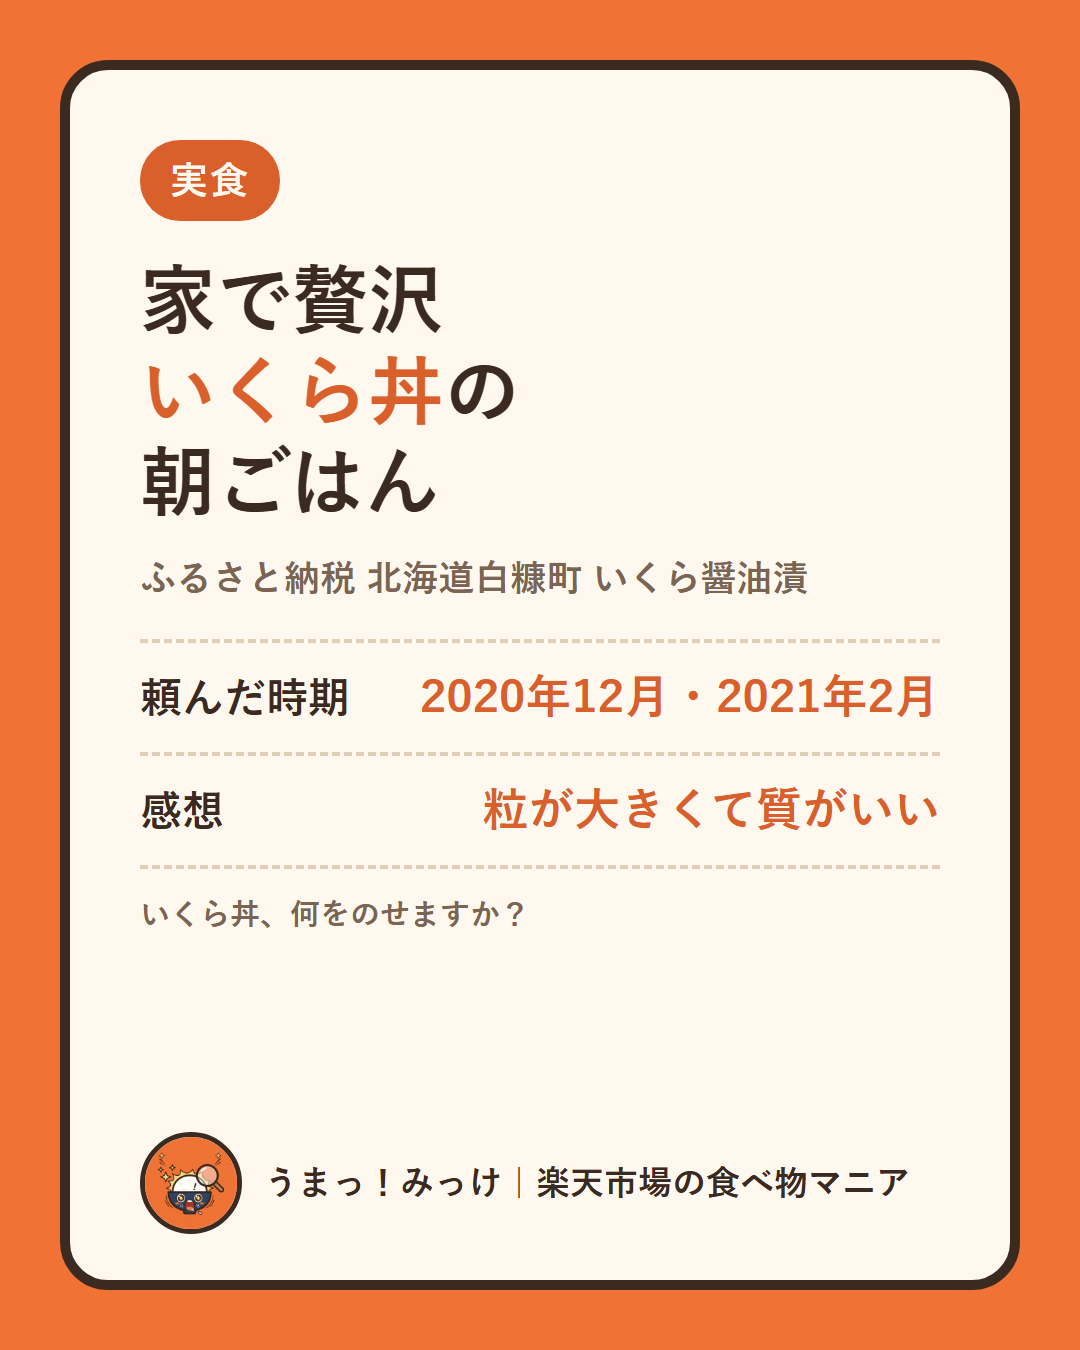 実食
家で贅沢
いくら丼の
朝ごはん
ふるさと納税 北海道白糠町 いくら醤油漬
頼んだ時期 2020年12月・2021年2月
感想 粒が大きくて質がいい
いくら丼、何をのせますか？
うまっ！みっけ｜楽天市場の食べ物マニア